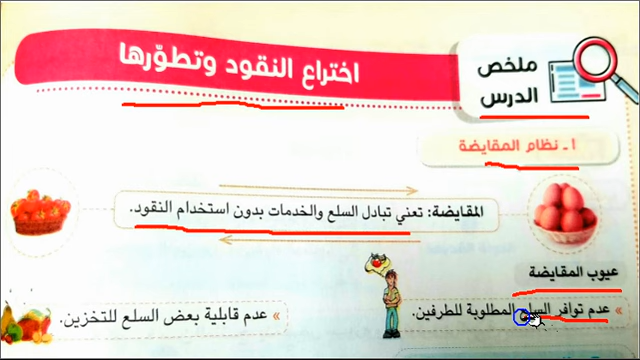 ملخص
الدرس
اختراع النقود وتطوّرها
1ـ نظام المقايضة
المقايضة: تعني تبادل السلع والخدمات بدون استخدام النقود.
عيوب المقايضة
» عدم توافر السلع المطلوبة للطرفين.
» عدم قابلية بعض السلع للتخزين.